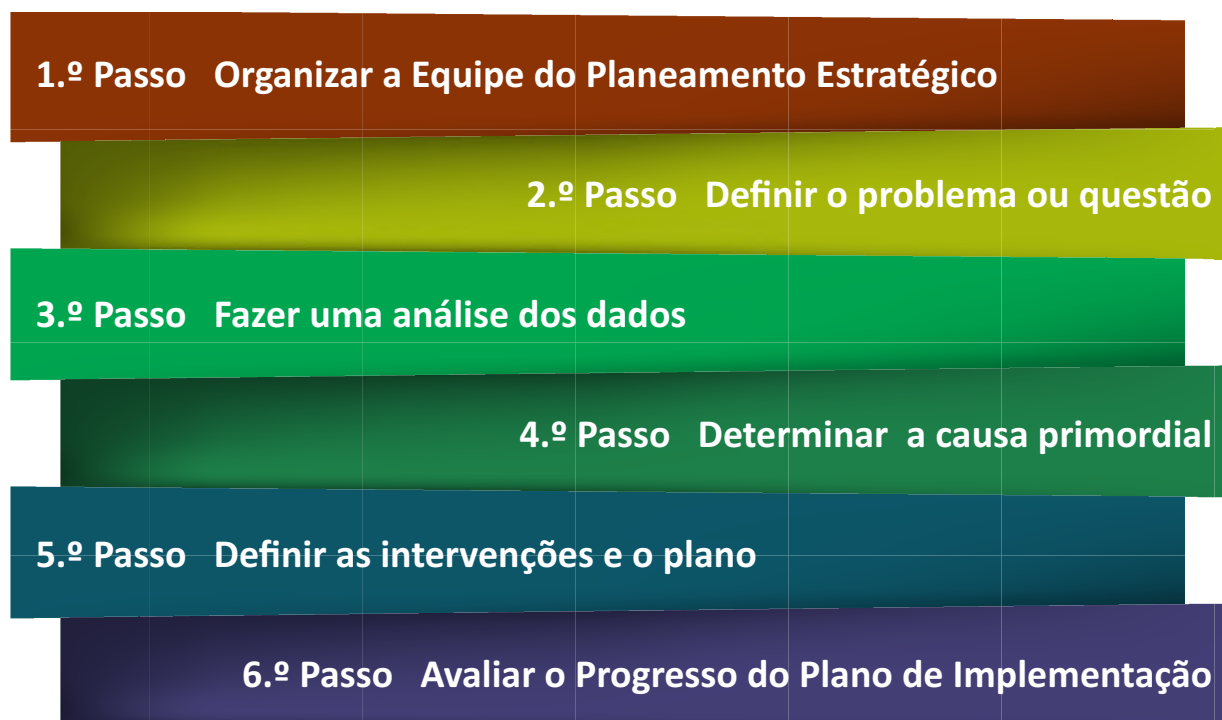 1.º Passo Organizar a Equipe do Planeamento Estratégico
2.º Passo Definir o problema ou questão
3.º Passo Fazer uma análise dos dados
4.º Passo Determinar a causa primordial
5.º Passo Definir as intervenções e o plano
6.º Passo Avaliar o Progresso do Plano de Implementação